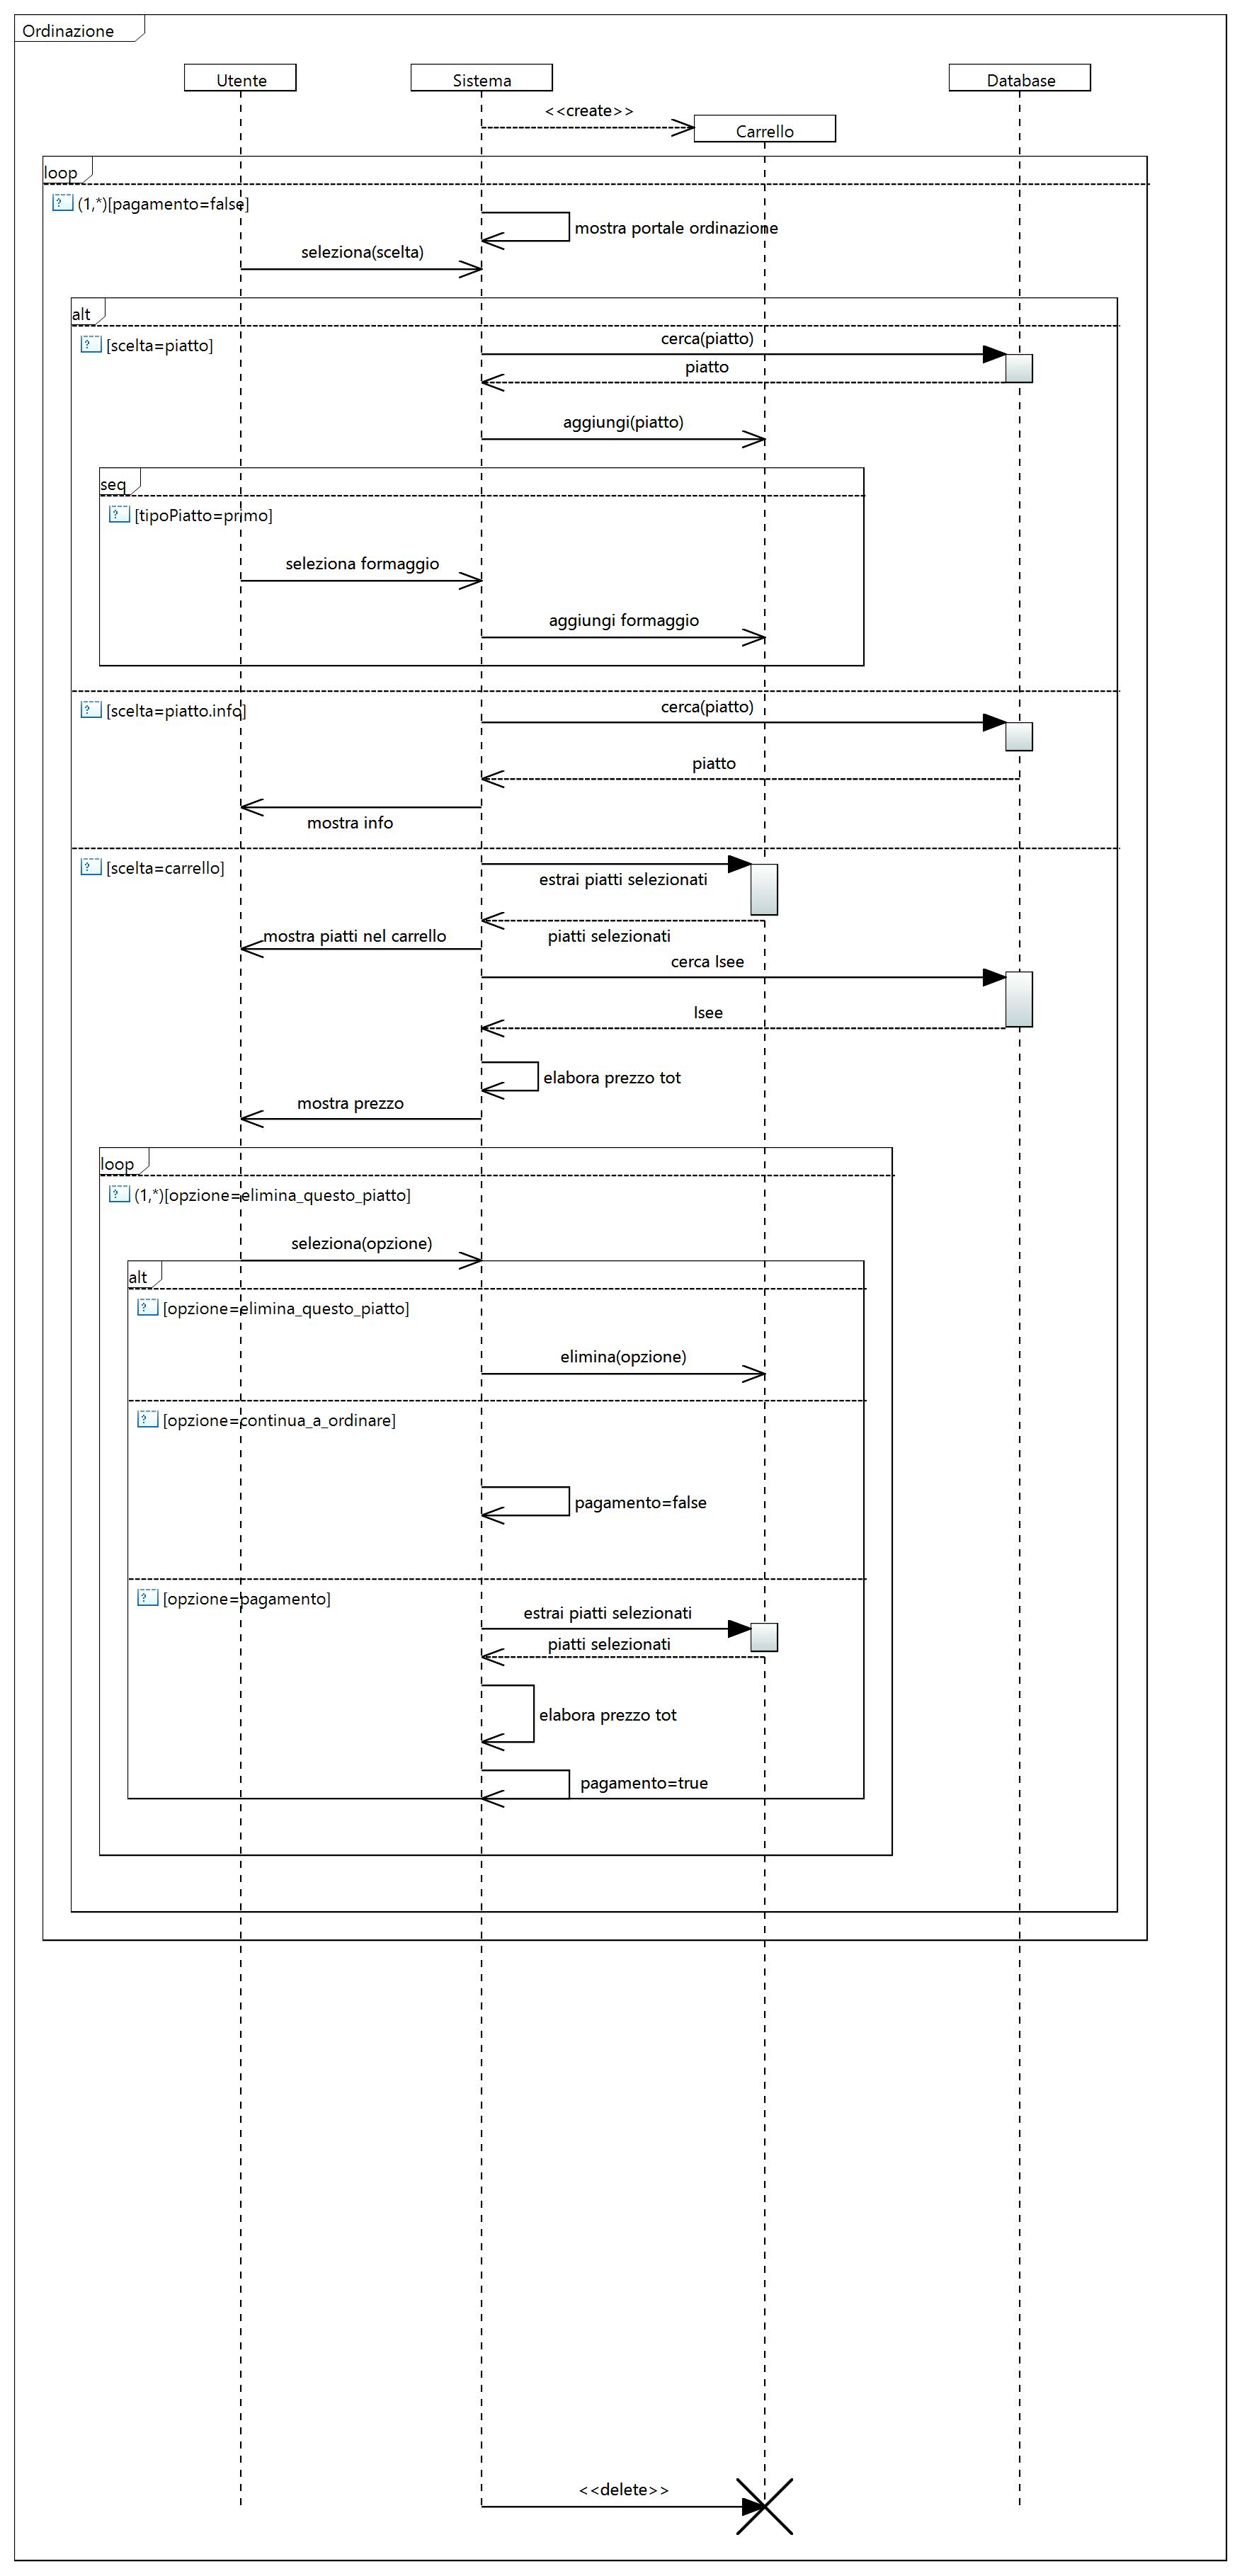 Ordinazione
Utente
Sistema
Database
<<create>>
Carrello
loop
? (1,*)[pagamento=false]
mostra portale ordinazione
seleziona(scelta)
alt
? [scelta=piatto]
cerca(piatto)
piatto
aggiungi(piatto)
seq
? [tipoPiatto=primo]
seleziona formaggio
aggiungi formaggio
? [scelta=piatto.info]
cerca(piatto)
piatto
mostra info
? [scelta=carrello]
estrai piatti selezionati
mostra piatti nel carrello
piatti selezionati
cerca Isee
Isee
elabora prezzo tot
mostra prezzo
loop
? (1,*)[opzione=elimina_questo_piatto]
seleziona(opzione)
alt
? [opzione=elimina_questo_piatto]
elimina(opzione)
? [opzione=continua_a_ordinare]
pagamento=false
? [opzione=pagamento]
estrai piatti selezionati
piatti selezionati
elabora prezzo tot
pagamento=true
<<delete>>